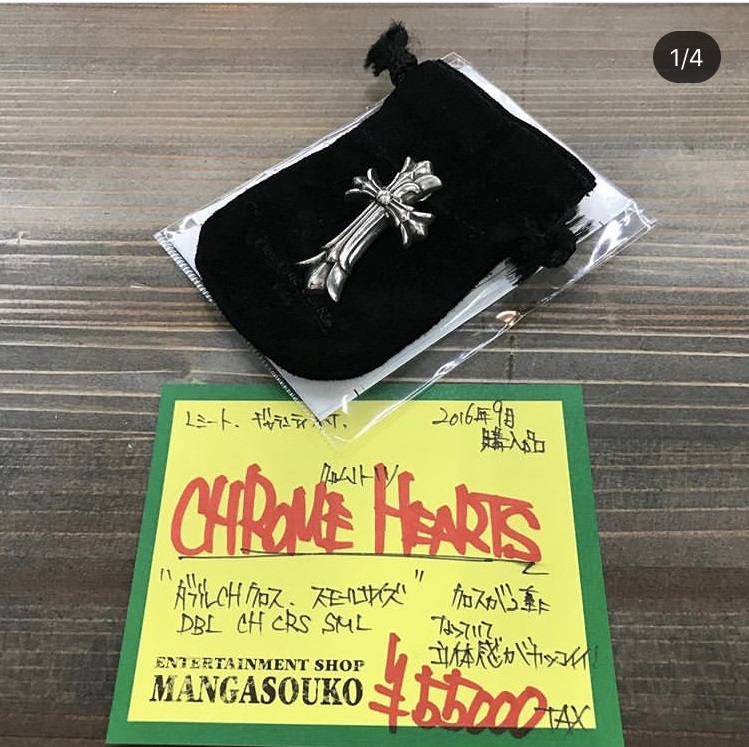 1/4
レシート、ギャランティ付。
2016年9月
購入品
クロムハーツ
CHROME HEARTS
"ダブルCHクロス、スモールサイズ"
DBL CH CRS SML
クロスが2重に
なっていて
立体感がカッコイイ!
ENTERTAINMENT SHOP
MANGASOUKO
¥55000 TAX